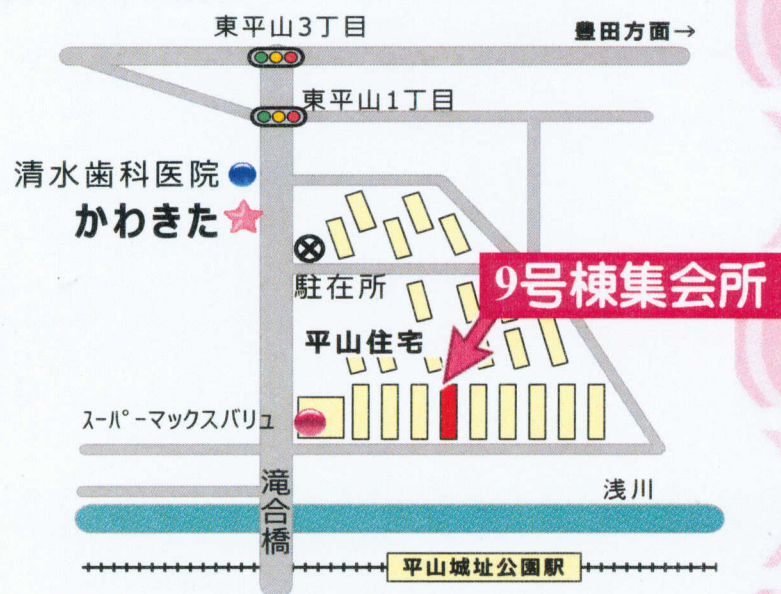 東平山3丁目
豊田方面→
東平山1丁目
清水歯科医院
かわきた
駐在所
9号棟集会所
平山住宅
スーパーマックスバリュ
滝合橋
浅川
平山城址公園駅